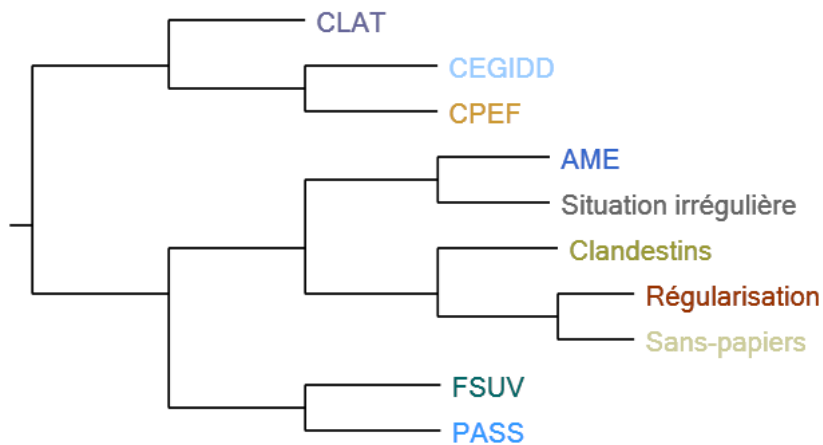 CLAT
CEGIDD
CPEF
AME
Situation irrégulière
Clandestins
Régularisation
Sans-papiers
FSUV
PASS